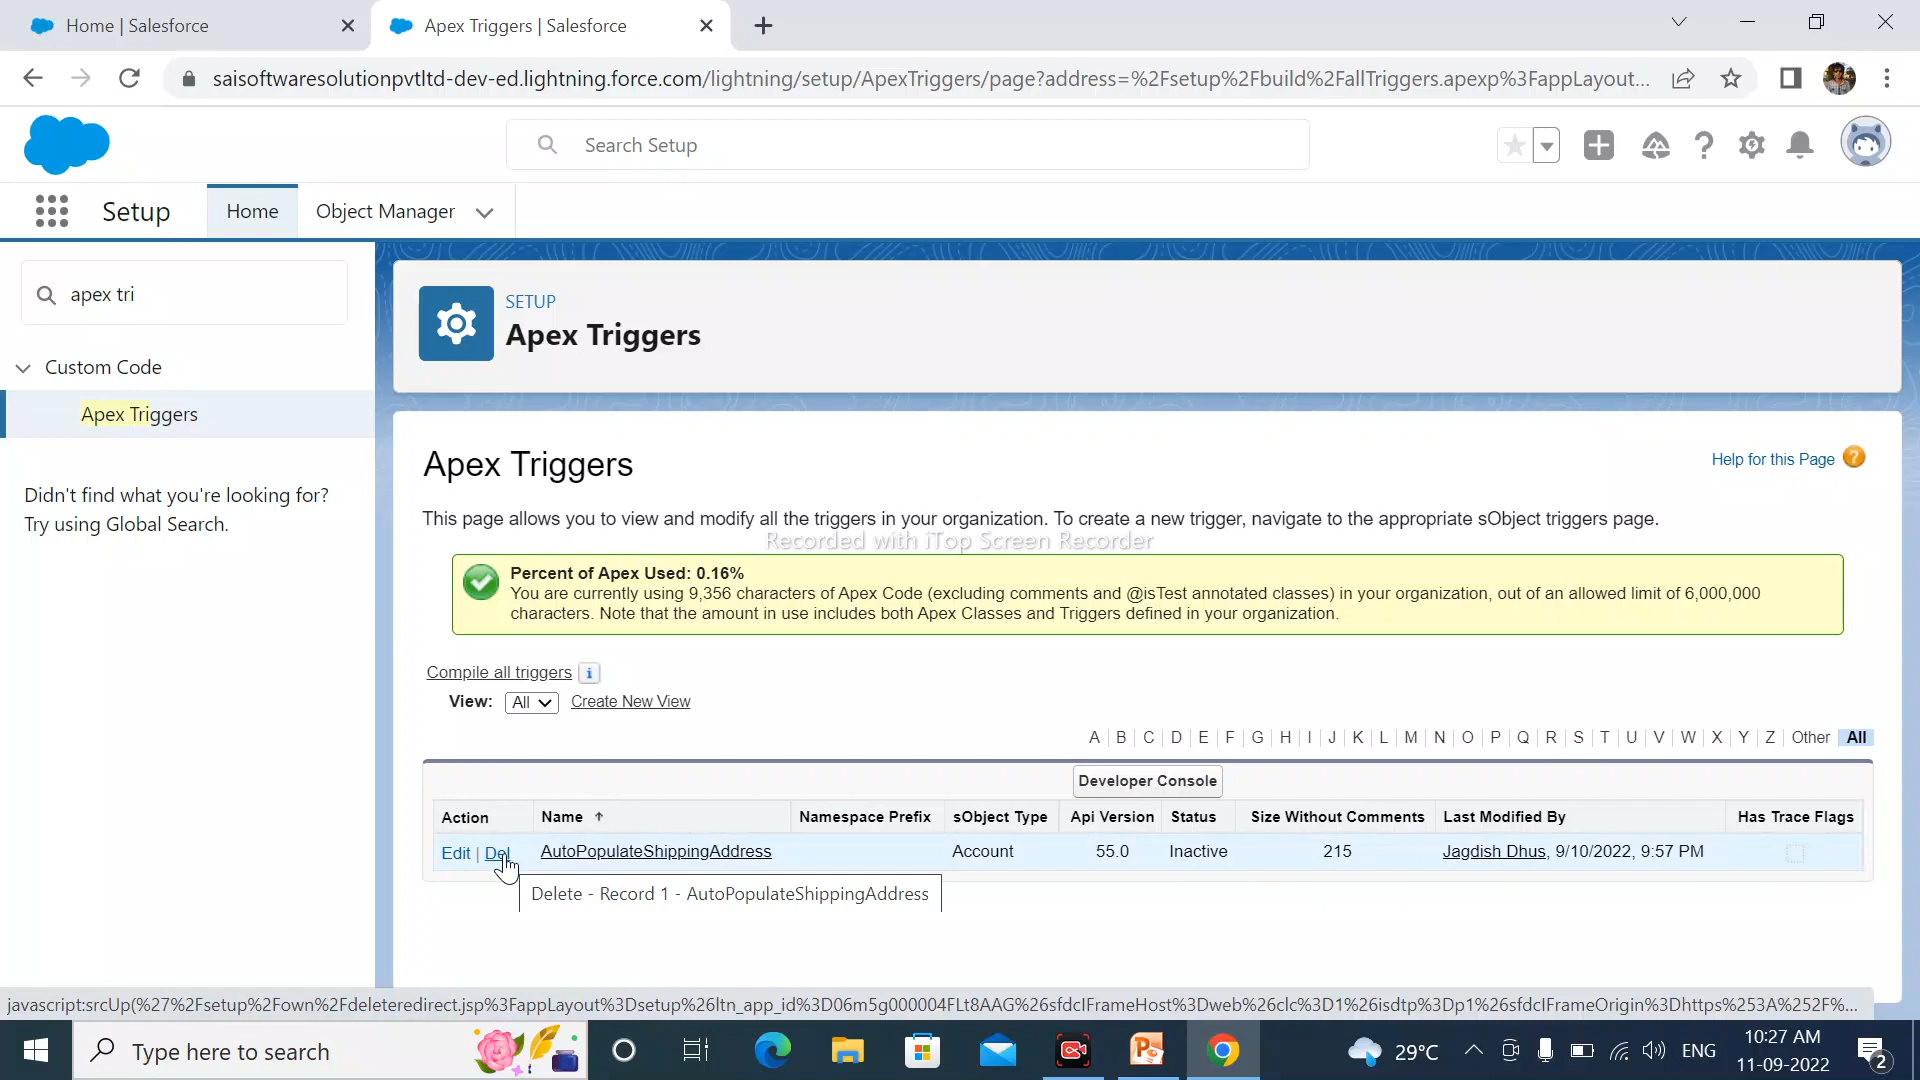 Home | Salesforce
Apex Triggers | Salesforce
saisoftwaresolutionpvtltd-dev-ed.lightning.force.com/lightning/setup/ApexTriggers/page?address=%2Fsetup%2Fbuild%2FallTriggers.apexp%3FappLayout...
Search Setup
Setup
Home
Object Manager
apex tri
Custom Code
Apex Triggers
Didn't find what you're looking for?
Try using Global Search.
SETUP
Apex Triggers
Apex Triggers
Help for this Page
This page allows you to view and modify all the triggers in your organization. To create a new trigger, navigate to the appropriate sObject triggers page.
Recorded with iTop Screen Recorder
Percent of Apex Used: 0.16%
You are currently using 9,356 characters of Apex Code (excluding comments and @isTest annotated classes) in your organization, out of an allowed limit of 6,000,000
characters. Note that the amount in use includes both Apex Classes and Triggers defined in your organization.
Compile all triggers i
View: All Create New View
A | B | C | D | E | F | G | H | I | J | K | L | M | N | O | P | Q | R | S | T | U | V | W | X | Y | Z | Other | All
Developer Console
Action Name Namespace Prefix sObject Type Api Version Status Size Without Comments Last Modified By Has Trace Flags
Edit | Del AutoPopulateShippingAddress Account 55.0 Inactive 215 Jagdish Dhus, 9/10/2022, 9:57 PM
Delete - Record 1 - AutoPopulateShippingAddress
javascript:srcUp(%27%2Fsetup%2Fown%2Fdeleteredirect.jsp%3FappLayout%3Dsetup%26ltn_app_id%3D06m5g000004FLt8AAG%26sfdcIFrameHost%3Dweb%26clc%3D1%26isdtp%3Dp1%26sfdcIFrameOrigin%3Dhttps%253A%252F%...
Type here to search
29°C
ENG
10:27 AM
11-09-2022
2